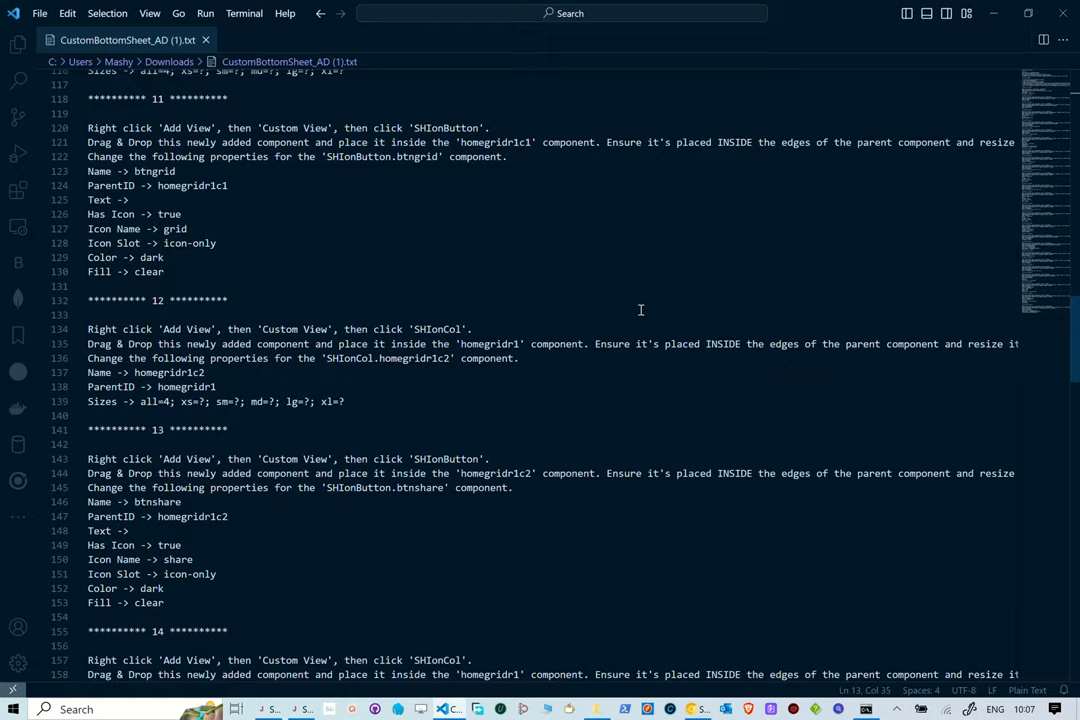 File Edit Selection View Go Run Terminal Help Search
CustomBottomSheet_AD (1).txt
C: > Users > Mashy > Downloads > CustomBottomSheet_AD (1).txt
116 Sizes -> all=4; xs=?; sm=?; md=?; lg=?; xl=?
117
118 ********** 11 **********
119
120 Right click 'Add View', then 'Custom View', then click 'SHIonButton'.
121 Drag & Drop this newly added component and place it inside the 'homegridr1c1' component. Ensure it's placed INSIDE the edges of the parent component and resize
122 Change the following properties for the 'SHIonButton.btngrid' component.
123 Name -> btngrid
124 ParentID -> homegridr1c1
125 Text ->
126 Has Icon -> true
127 Icon Name -> grid
128 Icon Slot -> icon-only
129 Color -> dark
130 Fill -> clear
131
132 ********** 12 **********
133
134 Right click 'Add View', then 'Custom View', then click 'SHIonCol'.
135 Drag & Drop this newly added component and place it inside the 'homegridr1' component. Ensure it's placed INSIDE the edges of the parent component and resize it
136 Change the following properties for the 'SHIonCol.homegridr1c2' component.
137 Name -> homegridr1c2
138 ParentID -> homegridr1
139 Sizes -> all=4; xs=?; sm=?; md=?; lg=?; xl=?
140
141 ********** 13 **********
142
143 Right click 'Add View', then 'Custom View', then click 'SHIonButton'.
144 Drag & Drop this newly added component and place it inside the 'homegridr1c2' component. Ensure it's placed INSIDE the edges of the parent component and resize
145 Change the following properties for the 'SHIonButton.btnshare' component.
146 Name -> btnshare
147 ParentID -> homegridr1c2
148 Text ->
149 Has Icon -> true
150 Icon Name -> share
151 Icon Slot -> icon-only
152 Color -> dark
153 Fill -> clear
154
155 ********** 14 **********
156
157 Right click 'Add View', then 'Custom View', then click 'SHIonCol'.
158 Drag & Drop this newly added component and place it inside the 'homegridr1' component. Ensure it's placed INSIDE the edges of the parent component and resize it
Ln 13, Col 35 Spaces: 4 UTF-8 LF Plain Text
Search S... S... C... S... ENG 10:07